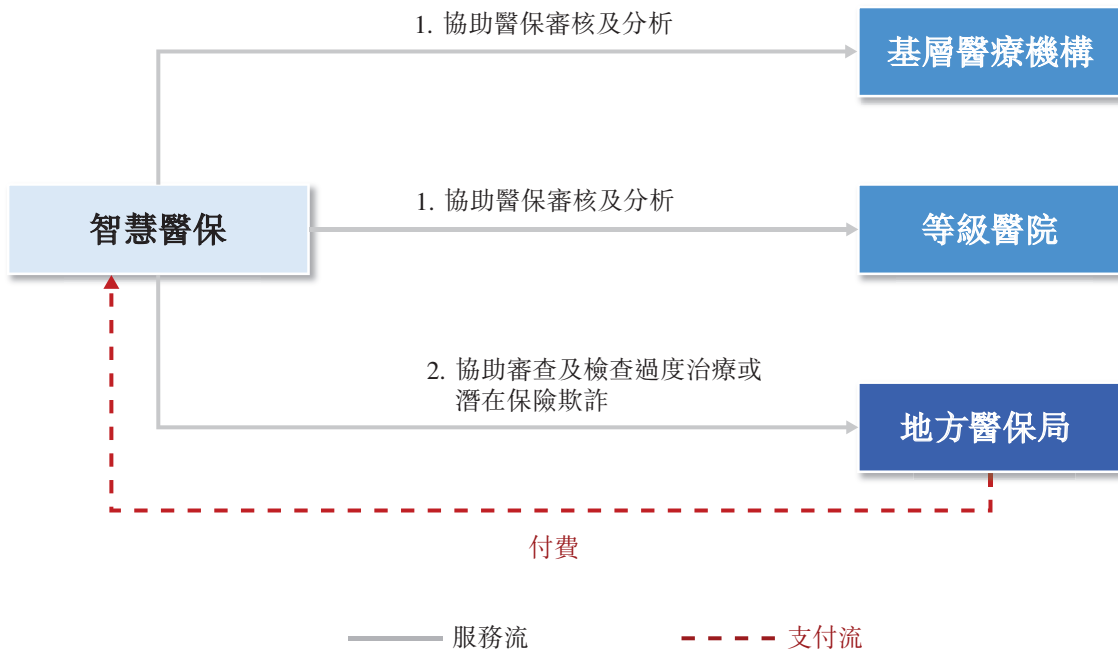 1. 協助醫保審核及分析
基層醫療機構
1. 協助醫保審核及分析
智慧醫保
等級醫院
2. 協助審查及檢查過度治療或
潛在保險欺詐
地方醫保局
付費
服務流
支付流